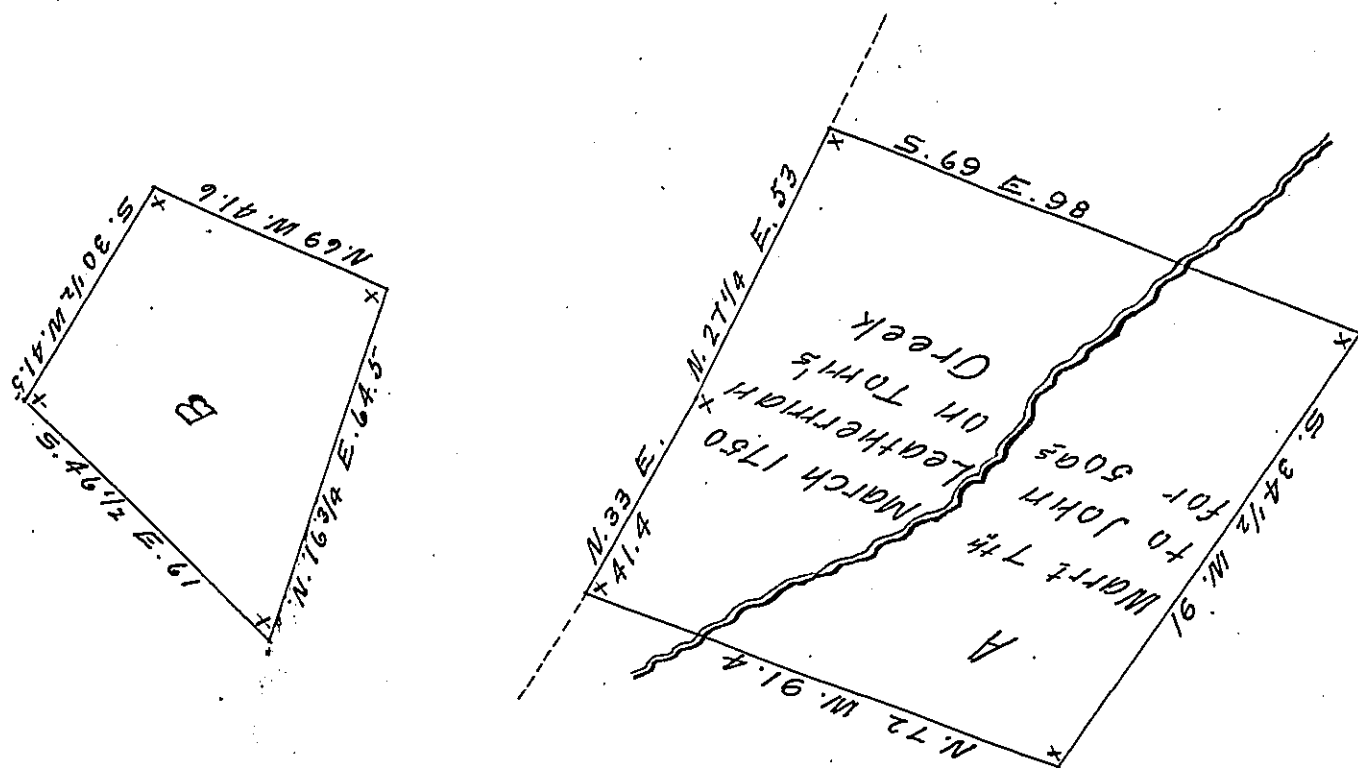 S. 30 1/2 W. 41.5
N. 69 W. 41.6
N. 16 3/4 E. 64.5
S. 49 1/2 E. 61
B
N. 33 E.
41.4
N. 27 1/4 E. 53
S. 69 E. 98
S. 34 1/2 W. 91
N. 72 W. 91.4
A
Warrt 7th March 1750
to John Leatherman
for 50as on Tom's
Creek